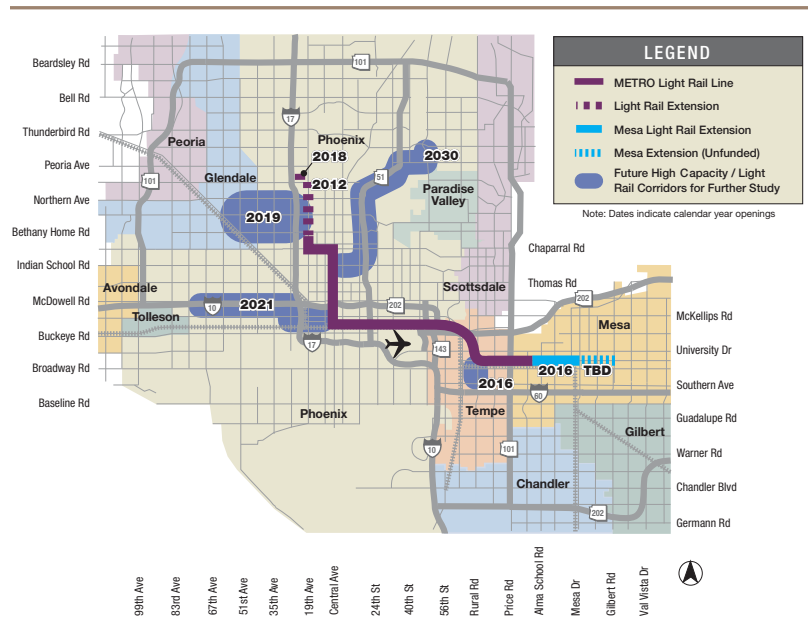 LEGEND
METRO Light Rail Line
Light Rail Extension
Mesa Light Rail Extension
Mesa Extension (Unfunded)
Future High Capacity / Light
Rail Corridors for Further Study
Note: Dates indicate calendar year openings
Beardsley Rd
Bell Rd
Thunderbird Rd
Peoria Ave
Northern Ave
Bethany Home Rd
Indian School Rd
McDowell Rd
Buckeye Rd
Broadway Rd
Baseline Rd
101
17
Phoenix
Peoria
2018
2030
101
Glendale
2012
51
Paradise
Valley
2019
Chaparral Rd
Thomas Rd
202
Avondale
Scottsdale
10
2021
202
Tolleson
Mesa
McKellips Rd
17
143
University Dr
2016
TBD
2016
60
Southern Ave
Phoenix
Tempe
Guadalupe Rd
Gilbert
10
101
Warner Rd
Chandler
Chandler Blvd
202
Germann Rd
99th Ave
83rd Ave
67th Ave
51st Ave
35th Ave
19th Ave
Central Ave
24th St
40th St
56th St
Rural Rd
Price Rd
Alma School Rd
Mesa Dr
Gilbert Rd
Val Vista Dr